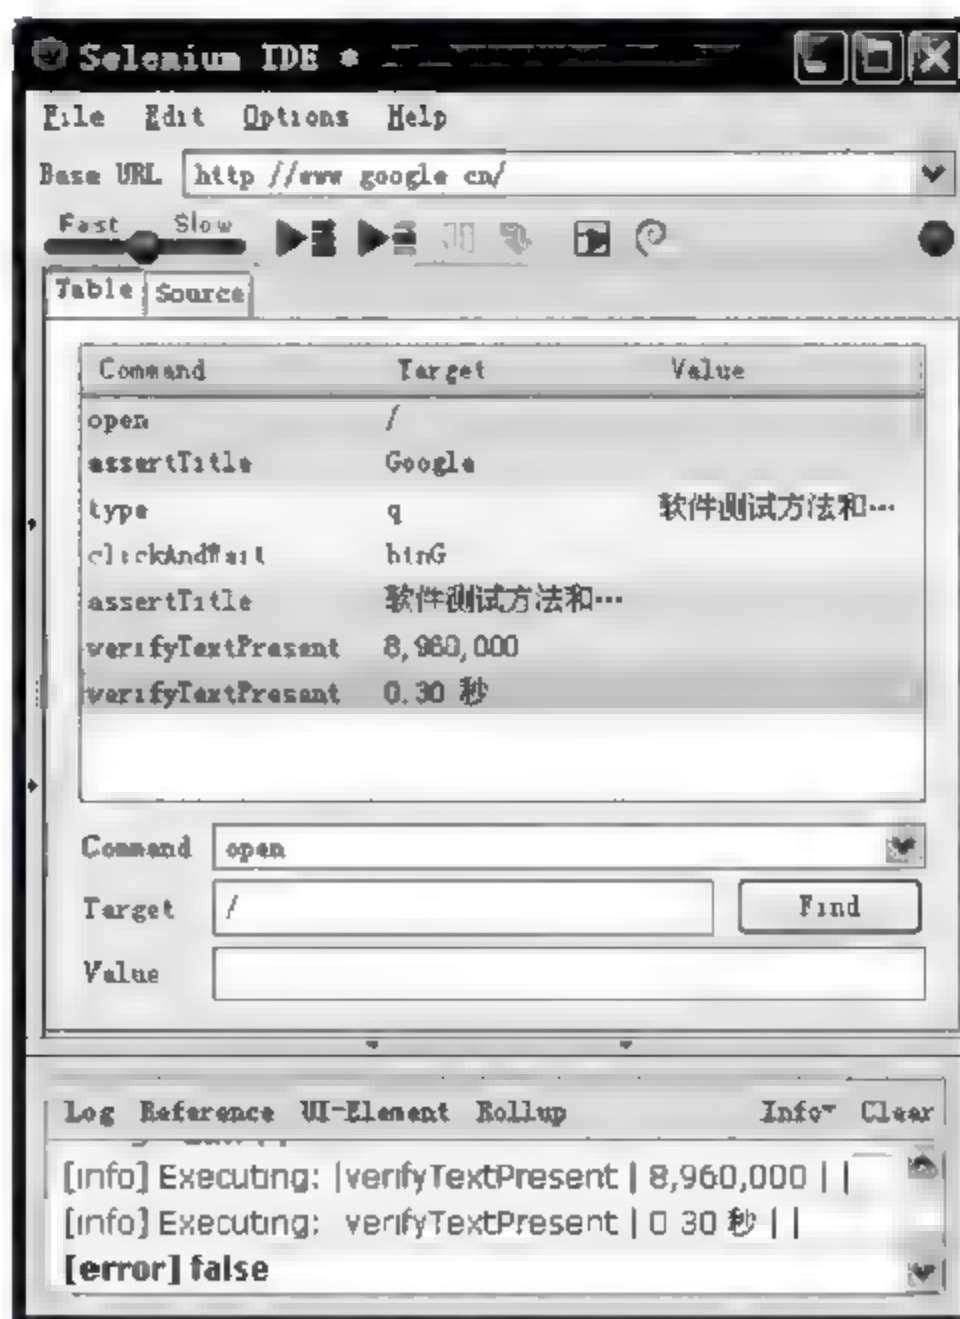 Selenium IDE *
File Edit Options Help
Base URL http //www google cn/
Fast Slow
Table Source
Command Target Value
open /
assertTitle Google
type q 软件测试方法和…
clickAndWait btnG
assertTitle 软件测试方法和…
verifyTextPresent 8,960,000
verifyTextPresent 0.30 秒
Command open
Target / Find
Value
Log Reference UI-Element Rollup Info Clear
[info] Executing: |verifyTextPresent | 8,960,000 | |
[info] Executing: verifyTextPresent | 0 30 秒 | |
[error] false